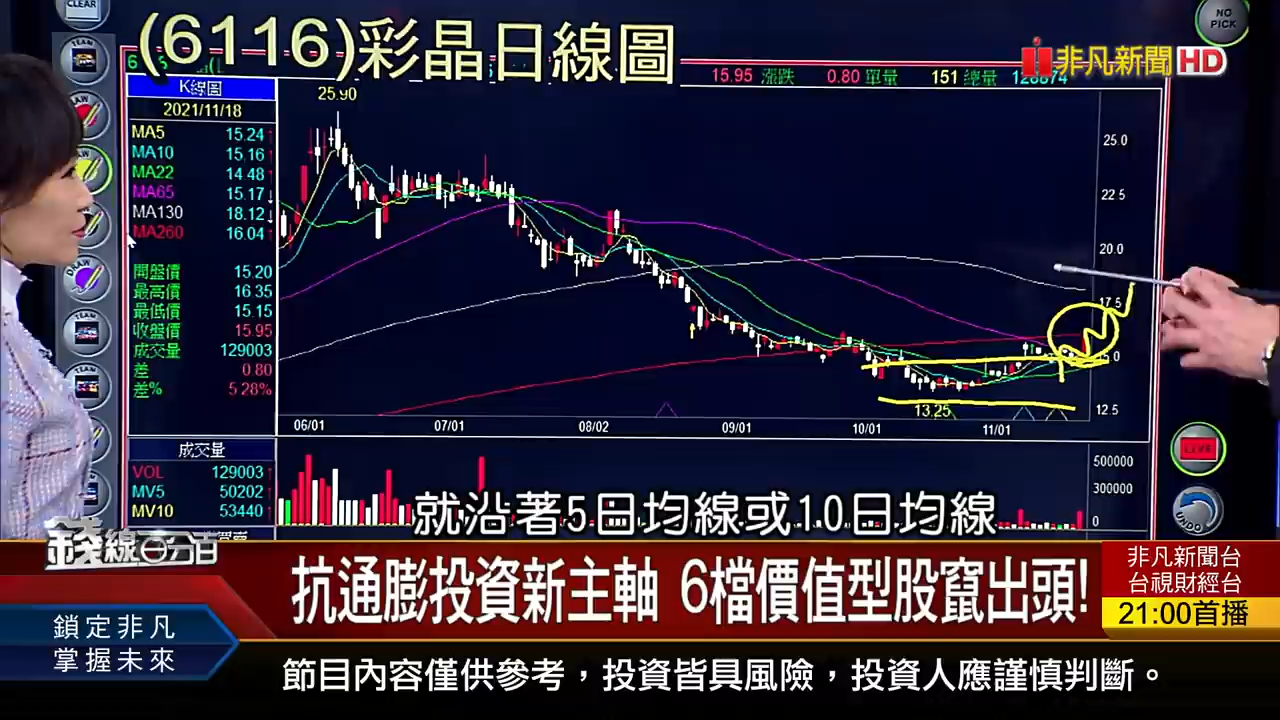 CLEAR
NO
PICK
(6116)彩晶日線圖
非凡新聞HD
15.95 漲跌 0.80 單量 151 總量 128874
K線圖
2021/11/18
MA5 15.24
MA10 15.16
MA22 14.48
MA65 15.17
MA130 18.12
MA260 16.04
開盤價 15.20
最高價 16.35
最低價 15.15
收盤價 15.95
成交量 129003
差 0.80
差% 5.28%
25.90
25.0
22.5
20.0
17.5
12.5
13.25
06/01 07/01 08/02 09/01 10/01 11/01
成交量
VOL 129003
MV5 50202
MV10 53440
500000
300000
0
TEAM
DRAW
TEAM
TEAM
LIVE
UNDO
就沿著5日均線或10日均線
錢線百分百
抗通膨投資新主軸 6檔價值型股竄出頭!
非凡新聞台
台視財經台
21:00首播
鎖定非凡
掌握未來
節目內容僅供參考，投資皆具風險，投資人應謹慎判斷。